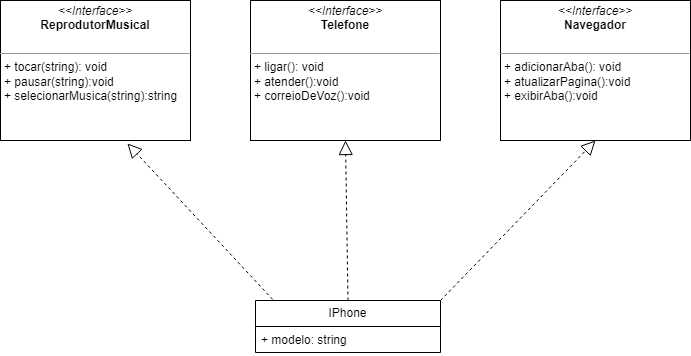 <<Interface>>
ReprodutorMusical
+ tocar(string): void
+ pausar(string):void
+ selecionarMusica(string):string
<<Interface>>
Telefone
+ ligar(): void
+ atender():void
+ correioDeVoz():void
<<Interface>>
Navegador
+ adicionarAba(): void
+ atualizarPagina():void
+ exibirAba():void
IPhone
+ modelo: string